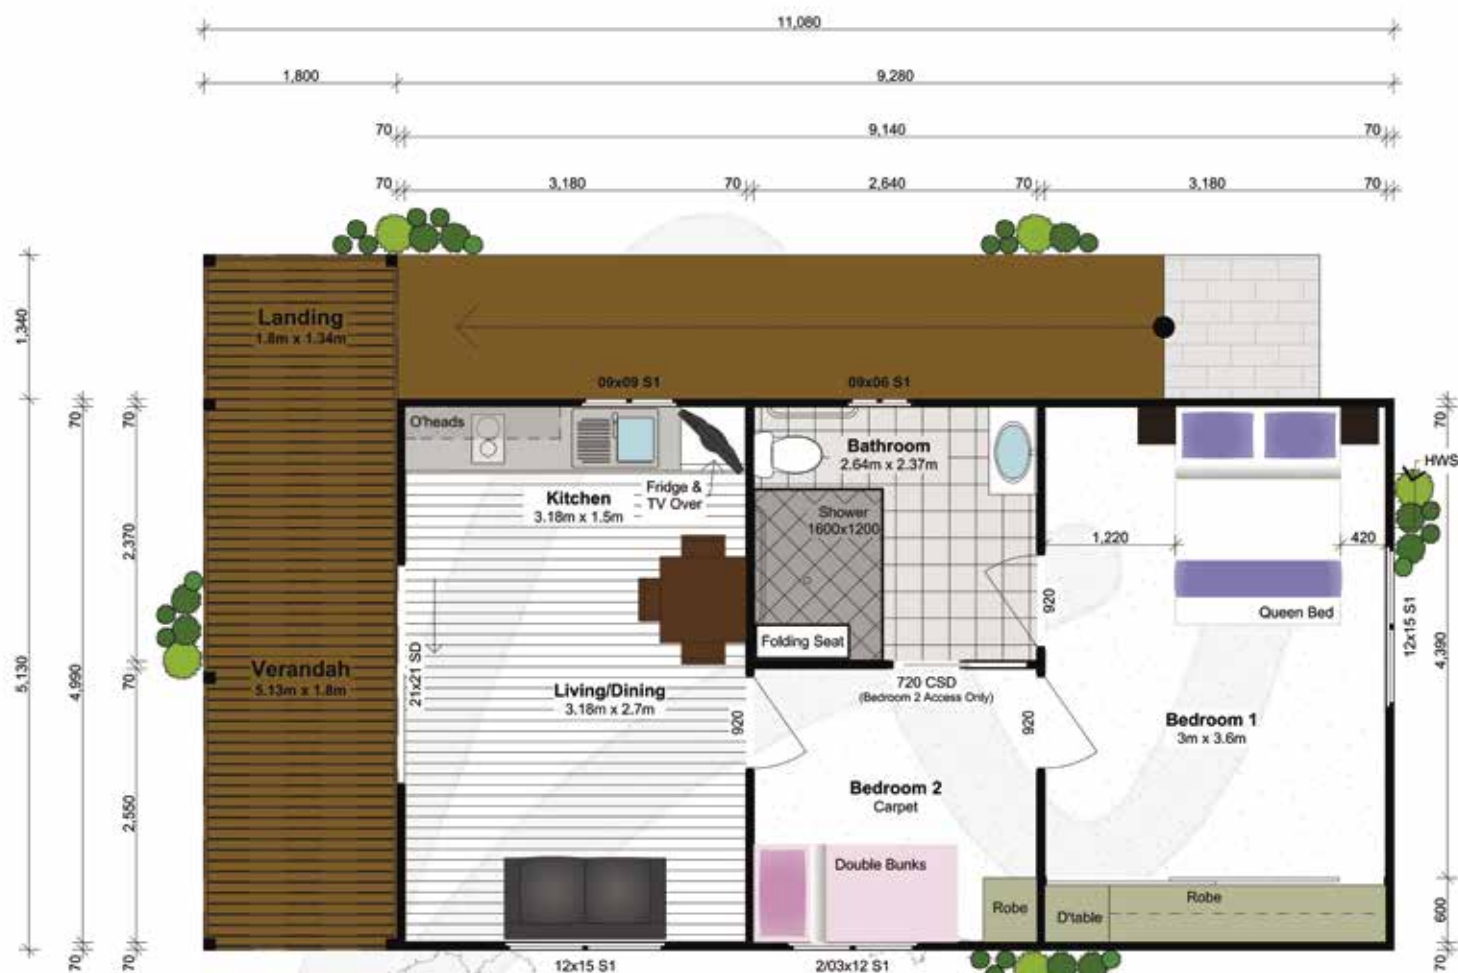 11,080
1,800
9,280
70
9,140
70
70
3,180
70
2,640
70
3,180
70
1,340
Landing
1.8m x 1.34m
09x09 S1
09x06 S1
70
70
70
O'heads
Bathroom
2.64m x 2.37m
HWS
Kitchen
3.18m x 1.5m
Fridge &
TV Over
Shower
1600x1200
2,370
1,220
420
920
Queen Bed
12x15 S1
Folding Seat
5,130
4,990
70
Verandah
5.13m x 1.8m
21x21 SD
Living/Dining
3.18m x 2.7m
720 CSD
(Bedroom 2 Access Only)
920
920
Bedroom 1
3m x 3.6m
4,390
2,550
Bedroom 2
Carpet
Double Bunks
Robe
D'table
Robe
600
70
70
12x15 S1
2/03x12 S1
70